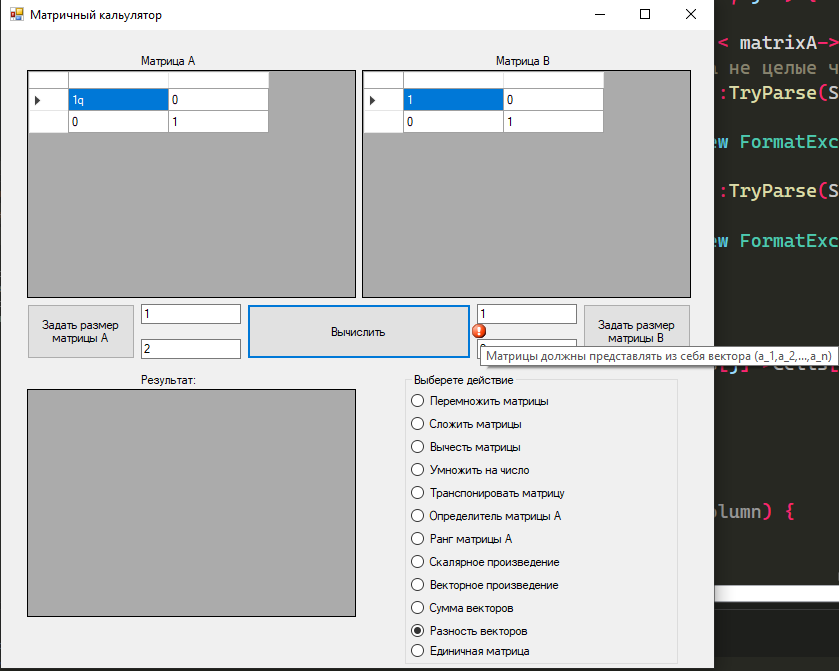 Матричный кальулятор
< matrixA->
не целые ч
:TryParse(S
ew FormatExc
:TryParse(S
ew FormatExc
Матрица А
Матрица В
1q 0
0 1
1 0
0 1
Задать размер
матрицы А
1
2
Вычислить
1
Задать размер
матрицы В
Матрицы должны представлять из себя вектора (a_1,a_2,...,a_n)
Результат:
Выберете действие
Перемножить матрицы
Сложить матрицы
Вычесть матрицы
Умножить на число
Транспонировать матрицу
Определитель матрицы А
Ранг матрицы А
Скалярное произведение
Векторное произведение
Сумма векторов
Разность векторов
Единичная матрица
olumn) {